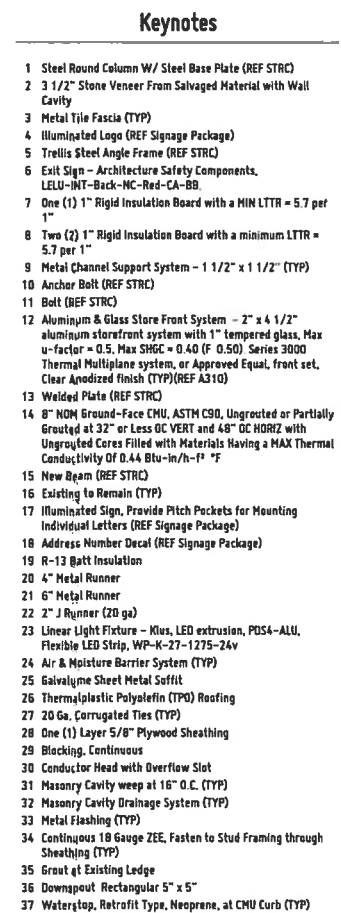 Keynotes
1 Steel Round Column W/ Steel Base Plate (REF STRC)
2 3 1/2" Stone Veneer From Salvaged Material with Wall
Cavity
3 Metal Tile Fascia (TYP)
4 Illuminated Logo (REF Signage Package)
5 Trellis Steel Angle Frame (REF STRC)
6 Exit Sign - Architecture Safety Components,
LELU-INT-Back-NC-Red-CA-BB.
7 One (1) 1" Rigid Insulation Board with a MIN LTTR = 5.7 per
1"
8 Two (2) 1" Rigid Insulation Board with a minimum LTTR =
5.7 per 1"
9 Metal Channel Support System - 1 1/2" x 1 1/2" (TYP)
10 Anchor Bolt (REF STRC)
11 Bolt (REF STRC)
12 Aluminum & Glass Store Front System - 2" x 4 1/2"
aluminum storefront system with 1" tempered glass, Max
u-factor = 0.5, Max SHGC = 0.40 (F 0.50) Series 3000
Thermal Multiplane system, or Approved Equal, front set,
Clear Anodized finish (TYP)(REF A310)
13 Welded Plate (REF STRC)
14 8" NOM Ground-Face CMU, ASTM C90, Ungrouted or Partially
Grouted at 32" or Less OC VERT and 48" OC HORIZ with
Ungrouted Cores Filled with Materials Having a MAX Thermal
Conductivity Of 0.44 Btu-in/h-f² °F
15 New Beam (REF STRC)
16 Existing to Remain (TYP)
17 Illuminated Sign, Provide Pitch Pockets for Mounting
Individual Letters (REF Signage Package)
18 Address Number Decal (REF Signage Package)
19 R-13 Batt Insulation
20 4" Metal Runner
21 6" Metal Runner
22 2" J Runner (20 ga)
23 Linear Light Fixture - Klus, LED extrusion, PDS4-ALU,
Flexible LED Strip, WP-K-27-1275-24v
24 Air & Moisture Barrier System (TYP)
25 Galvalume Sheet Metal Soffit
26 Thermalplastic Polyolefin (TPO) Roofing
27 20 Ga. Corrugated Ties (TYP)
28 One (1) Layer 5/8" Plywood Sheathing
29 Blocking, Continuous
30 Conductor Head with Overflow Slot
31 Masonry Cavity weep at 16" O.C. (TYP)
32 Masonry Cavity Drainage System (TYP)
33 Metal Flashing (TYP)
34 Continuous 18 Gauge ZEE, Fasten to Stud Framing through
Sheathing (TYP)
35 Grout at Existing Ledge
36 Downspout Rectangular 5" x 5"
37 Waterstop, Retrofit Type, Neoprene, at CMU Curb (TYP)